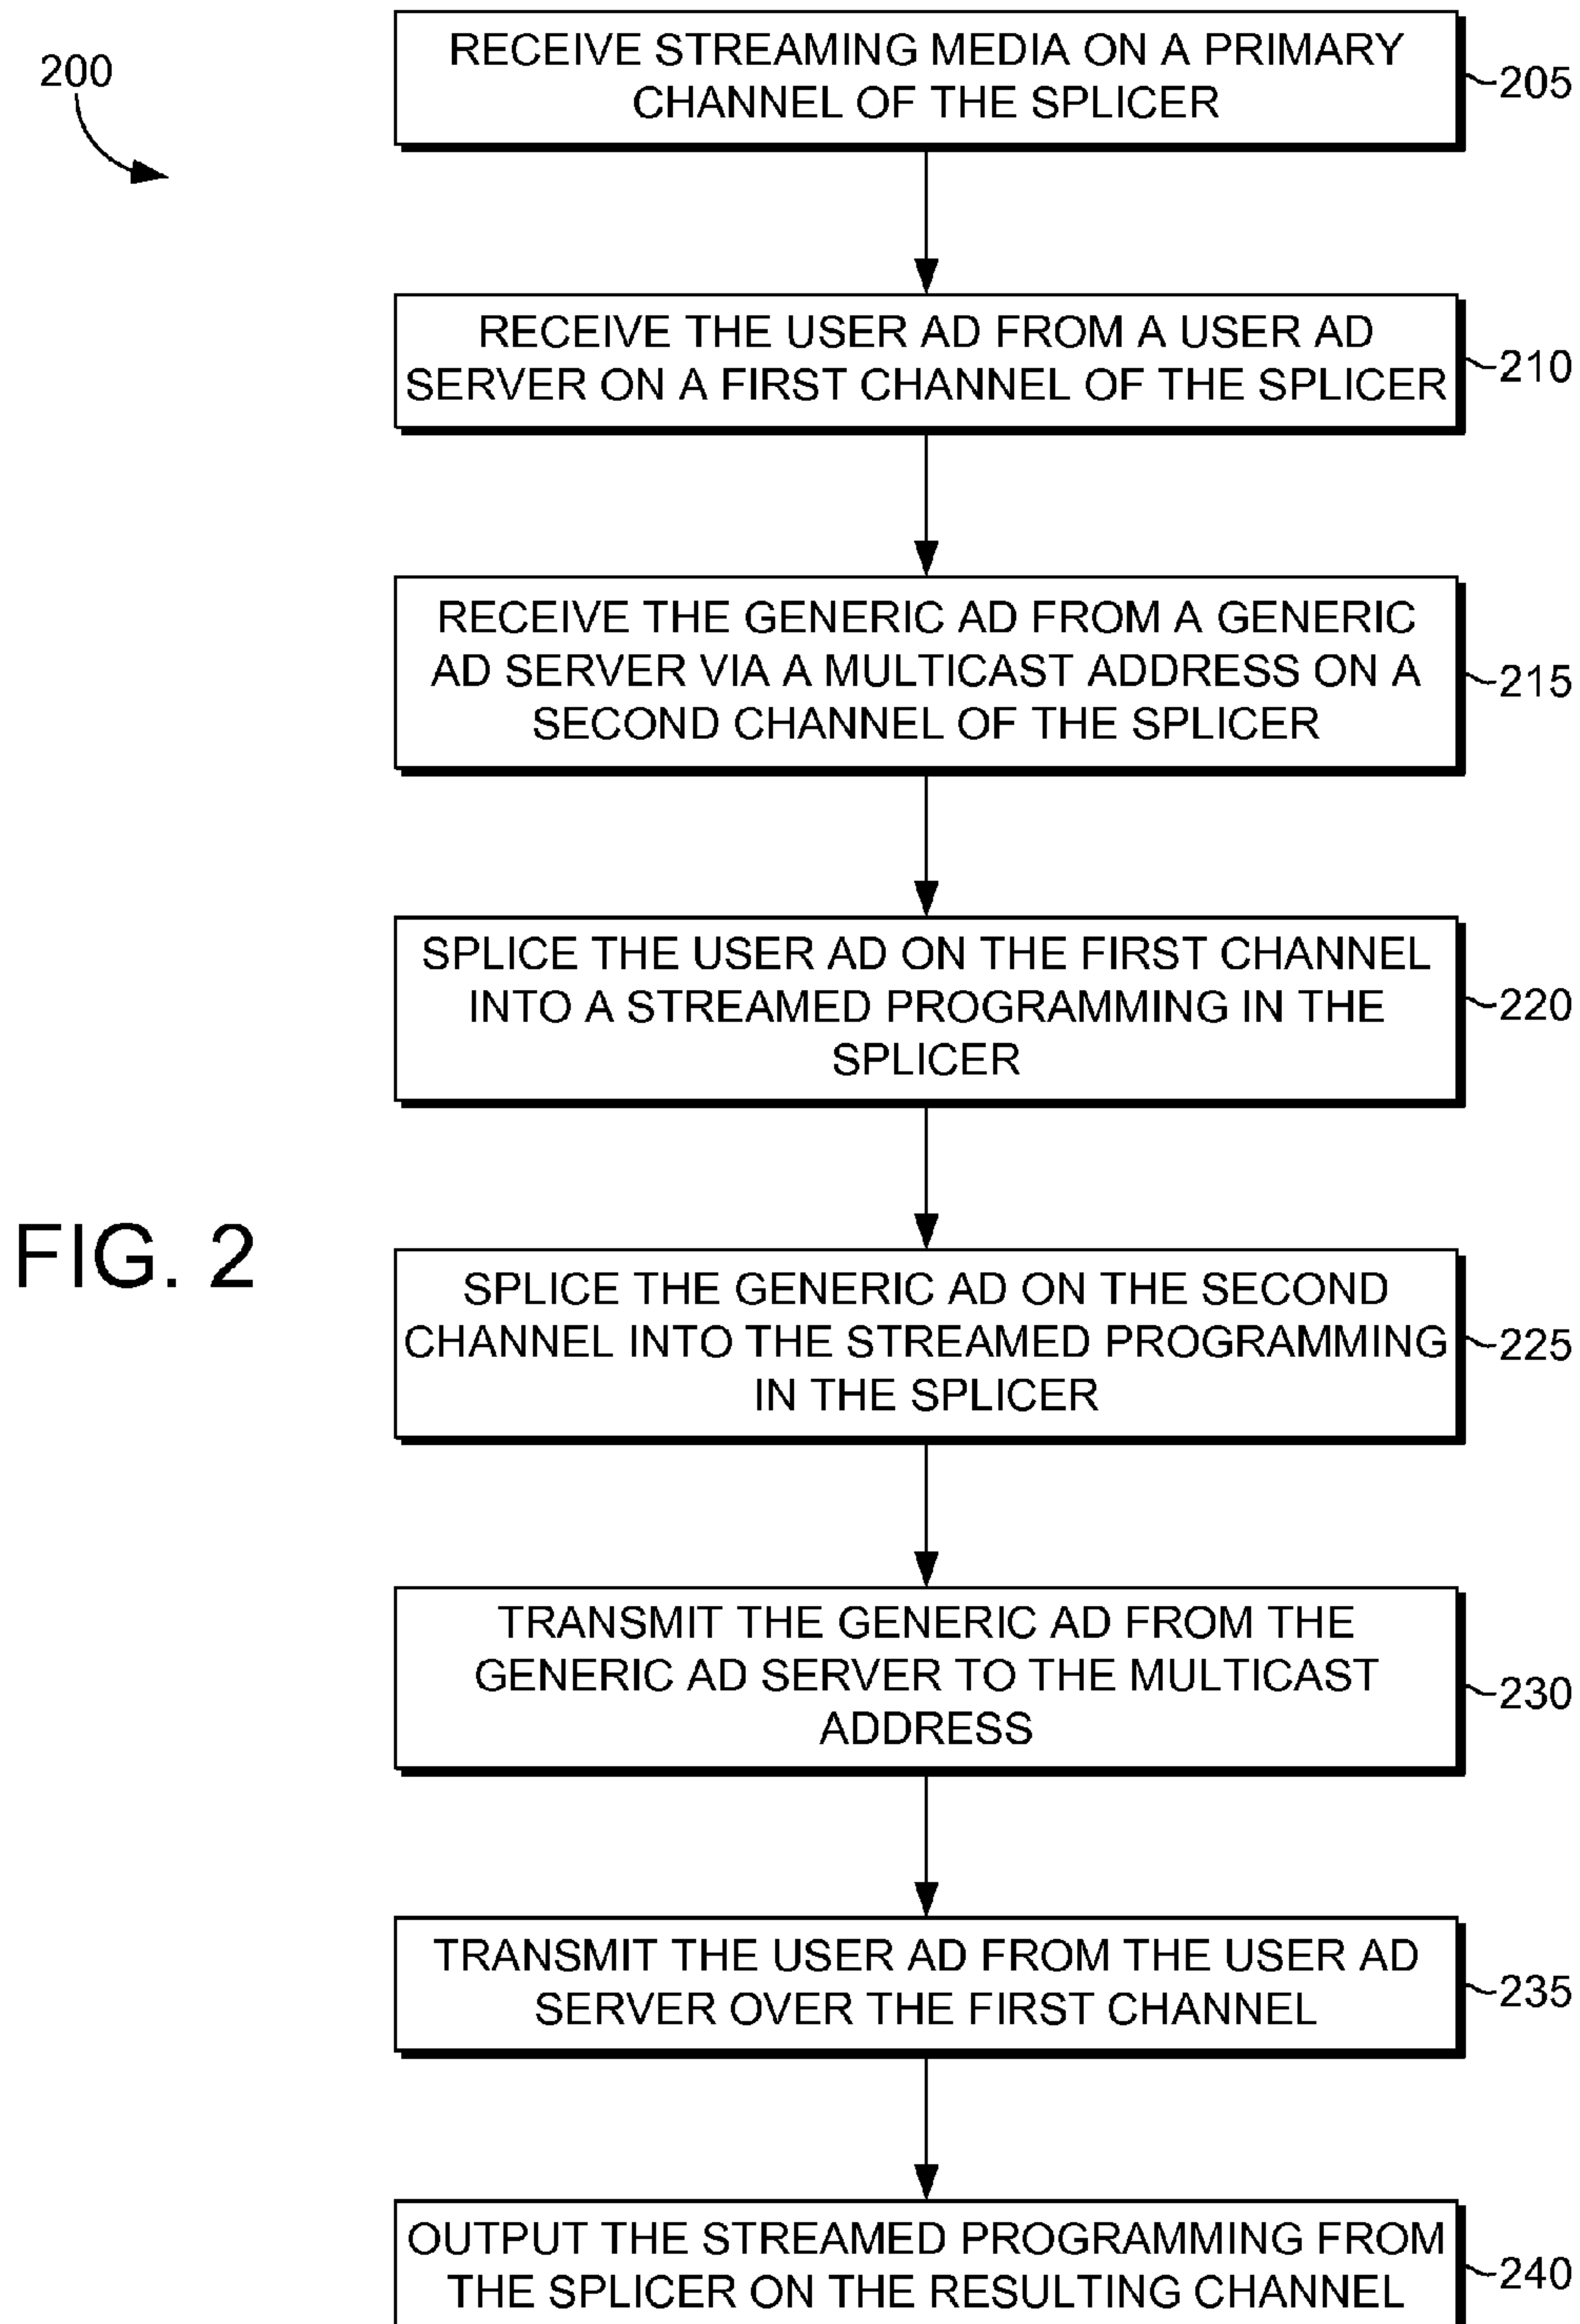 200
RECEIVE STREAMING MEDIA ON A PRIMARY
CHANNEL OF THE SPLICER
205
RECEIVE THE USER AD FROM A USER AD
SERVER ON A FIRST CHANNEL OF THE SPLICER
210
RECEIVE THE GENERIC AD FROM A GENERIC
AD SERVER VIA A MULTICAST ADDRESS ON A
SECOND CHANNEL OF THE SPLICER
215
SPLICE THE USER AD ON THE FIRST CHANNEL
INTO A STREAMED PROGRAMMING IN THE
SPLICER
220
FIG. 2
SPLICE THE GENERIC AD ON THE SECOND
CHANNEL INTO THE STREAMED PROGRAMMING
IN THE SPLICER
225
TRANSMIT THE GENERIC AD FROM THE
GENERIC AD SERVER TO THE MULTICAST
ADDRESS
230
TRANSMIT THE USER AD FROM THE USER AD
SERVER OVER THE FIRST CHANNEL
235
OUTPUT THE STREAMED PROGRAMMING FROM
THE SPLICER ON THE RESULTING CHANNEL
240